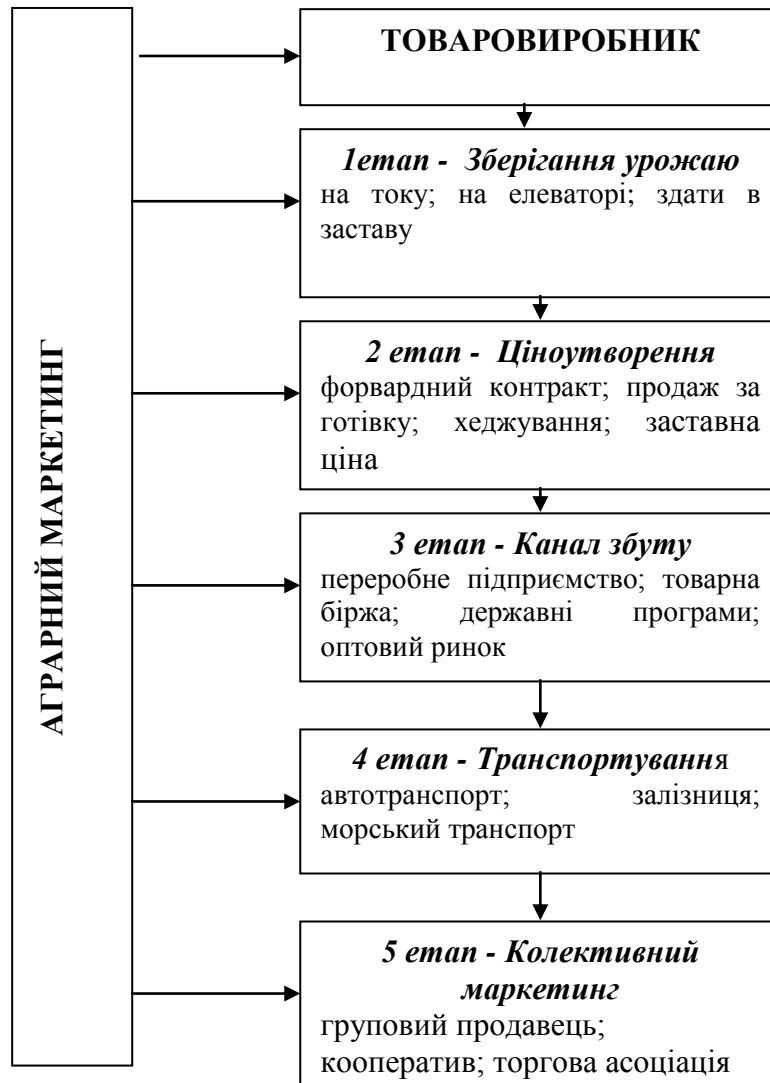 АГРАРНИЙ МАРКЕТИНГ
ТОВАРОВИРОБНИК
1етап - Зберігання урожаю
на току; на елеваторі; здати в
заставу
2 етап - Ціноутворення
форвардний контракт; продаж за
готівку; хеджування; заставна
ціна
3 етап - Канал збуту
переробне підприємство; товарна
біржа; державні програми;
оптовий ринок
4 етап - Транспортування
автотранспорт; залізниця;
морський транспорт
5 етап - Колективний
маркетинг
груповий продавець;
кооператив; торгова асоціація